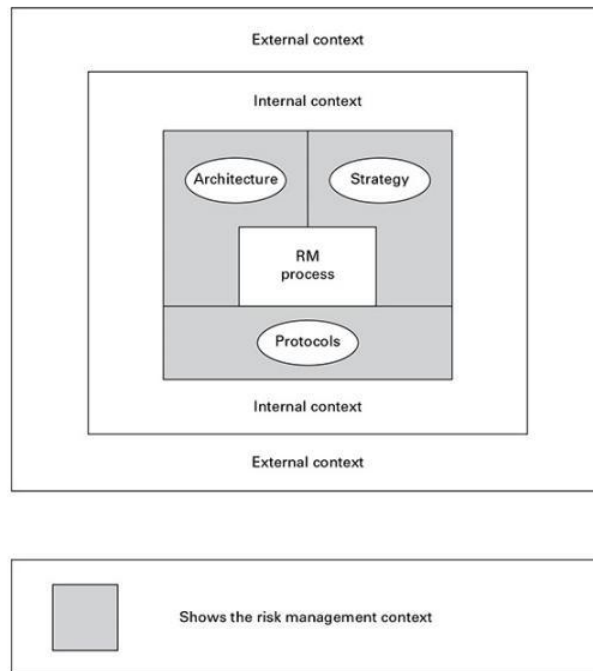 External context
Internal context
Architecture
Strategy
RM
process
Protocols
Internal context
External context
Shows the risk management context